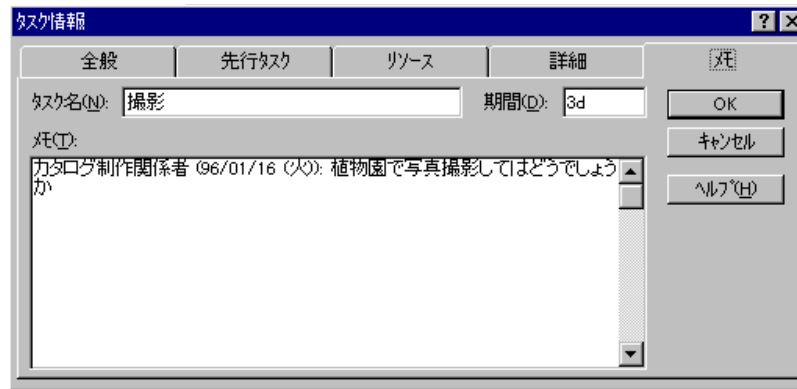 タスク情報
全般 先行タスク リソース 詳細 メモ
タスク名(N): 撮影 期間(D): 3d OK
メモ(T): キャンセル
カタログ制作関係者 (96/01/16 (火)): 植物園で写真撮影してはどうでしょう
か
ヘルプ(H)